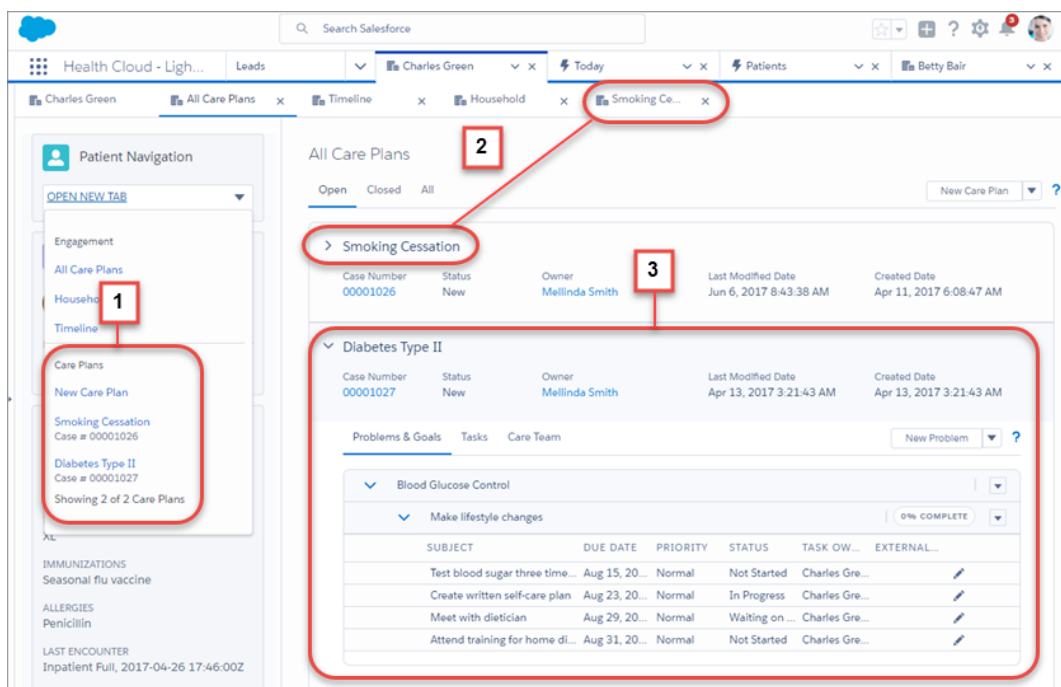 Search Salesforce
3
Health Cloud - Ligh... Leads Charles Green Today Patients Betty Bair
Charles Green All Care Plans Timeline Household Smoking Ce...
Patient Navigation
OPEN NEW TAB
Engagement
All Care Plans
Househo
1
Timeline
Care Plans
New Care Plan
Smoking Cessation
Case # 00001026
Diabetes Type II
Case # 00001027
Showing 2 of 2 Care Plans
XL
IMMUNIZATIONS
Seasonal flu vaccine
ALLERGIES
Penicillin
LAST ENCOUNTER
Inpatient Full, 2017-04-26 17:46:00Z
2
All Care Plans
Open Closed All New Care Plan ?
Smoking Cessation
3
Case Number Status Owner Last Modified Date Created Date
00001026 New Mellinda Smith Jun 6, 2017 8:43:38 AM Apr 11, 2017 6:08:47 AM
Diabetes Type II
Case Number Status Owner Last Modified Date Created Date
00001027 New Mellinda Smith Apr 13, 2017 3:21:43 AM Apr 13, 2017 3:21:43 AM
Problems & Goals Tasks Care Team New Problem ?
Blood Glucose Control
Make lifestyle changes 0% COMPLETE
SUBJECT DUE DATE PRIORITY STATUS TASK OW... EXTERNAL...
Test blood sugar three time... Aug 15, 20... Normal Not Started Charles Gre...
Create written self-care plan Aug 23, 20... Normal In Progress Charles Gre...
Meet with dietician Aug 29, 20... Normal Waiting on ... Charles Gre...
Attend training for home di... Aug 31, 20... Normal Not Started Charles Gre...